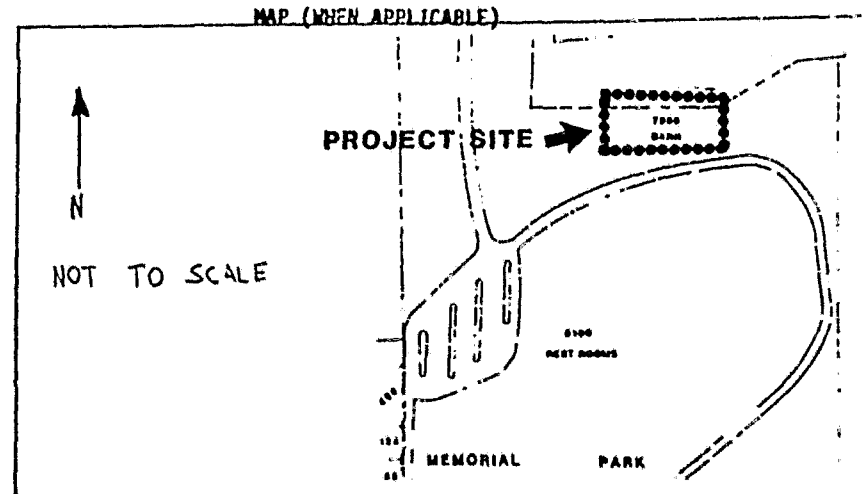 MAP (WHEN APPLICABLE)
PROJECT SITE
N
NOT TO SCALE
REST ROOMS
MEMORIAL PARK